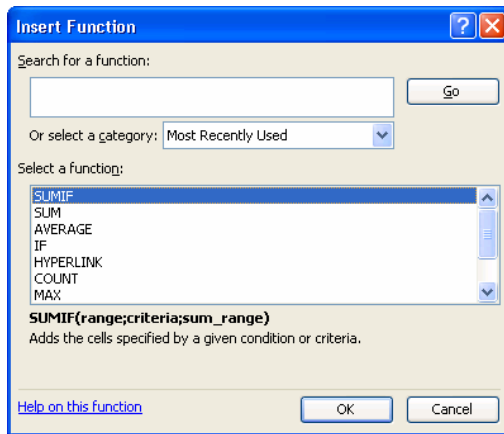 Insert Function
Search for a function:
Go
Or select a category: Most Recently Used
Select a function:
SUMIF
SUM
AVERAGE
IF
HYPERLINK
COUNT
MAX
SUMIF(range;criteria;sum_range)
Adds the cells specified by a given condition or criteria.
Help on this function OK Cancel